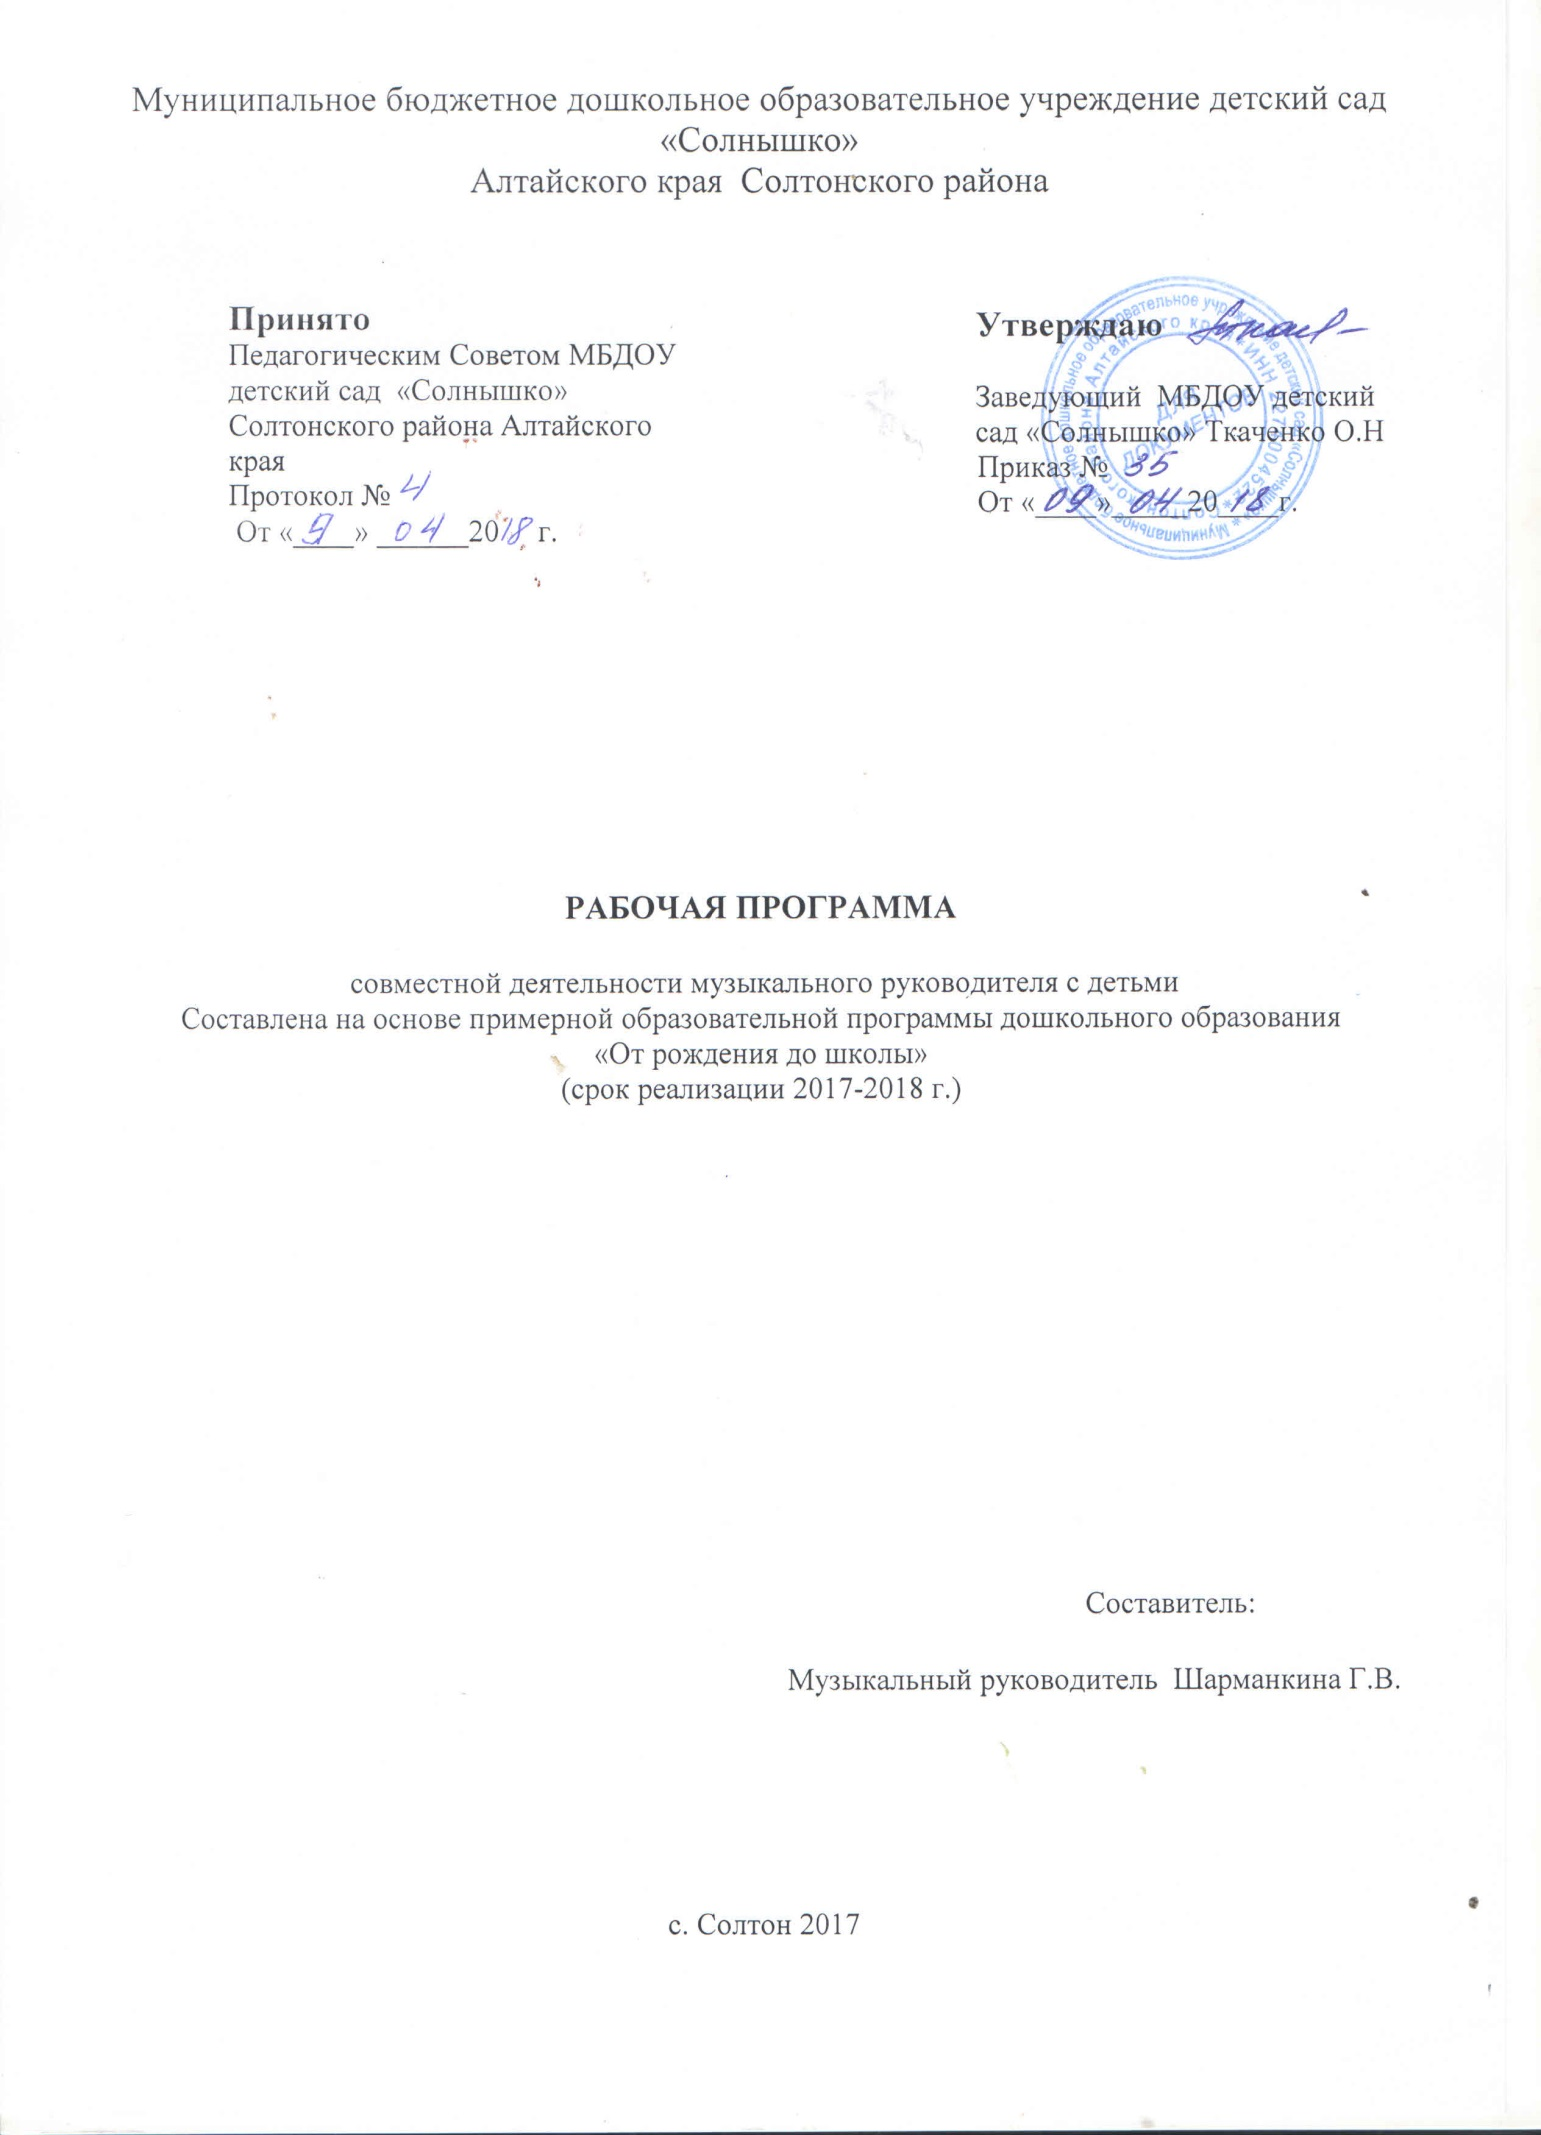 Муниципальное бюджетное дошкольное образовательное учреждение детский сад
«Солнышко»
Алтайского края Солтонского района
Принято
Педагогическим Советом МБДОУ
детский сад «Солнышко»
Солтонского района Алтайского
края
Протокол № 4
От «9» 04 2018 г.
Утверждаю
Заведующий МБДОУ детский
сад «Солнышко» Ткаченко О.Н
Приказ № 35
От «09» 04 2018 г.
ДЛЯ
ДОКУМЕНТОВ
РАБОЧАЯ ПРОГРАММА
совместной деятельности музыкального руководителя с детьми
Составлена на основе примерной образовательной программы дошкольного образования
«От рождения до школы»
(срок реализации 2017-2018 г.)
Составитель:
Музыкальный руководитель Шарманкина Г.В.
с. Солтон 2017